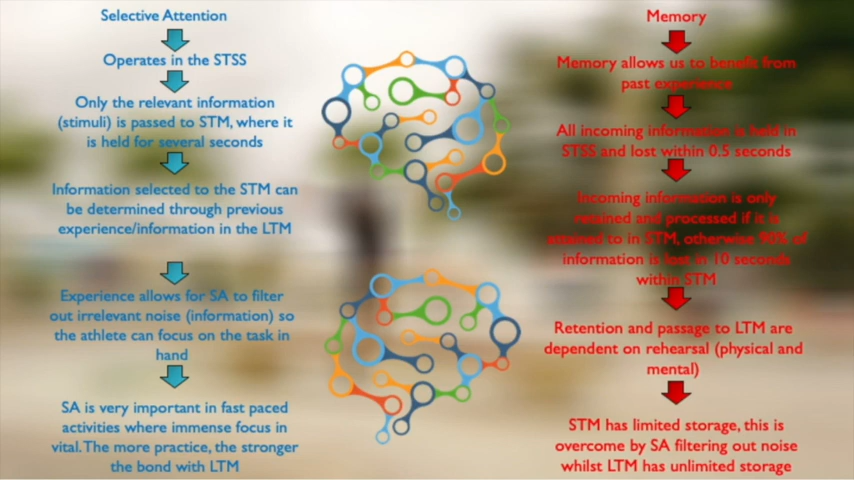 Selective Attention
Operates in the STSS
Only the relevant information
(stimuli) is passed to STM, where it
is held for several seconds
Information selected to the STM can
be determined through previous
experience/information in the LTM
Experience allows for SA to filter
out irrelevant noise (information) so
the athlete can focus on the task in
hand
SA is very important in fast paced
activities where immense focus in
vital. The more practice, the stronger
the bond with LTM
Memory
Memory allows us to benefit from
past experience
All incoming information is held in
STSS and lost within 0.5 seconds
Incoming information is only
retained and processed if it is
attained to in STM, otherwise 90% of
information is lost in 10 seconds
within STM
Retention and passage to LTM are
dependent on rehearsal (physical and
mental)
STM has limited storage, this is
overcome by SA filtering out noise
whilst LTM has unlimited storage